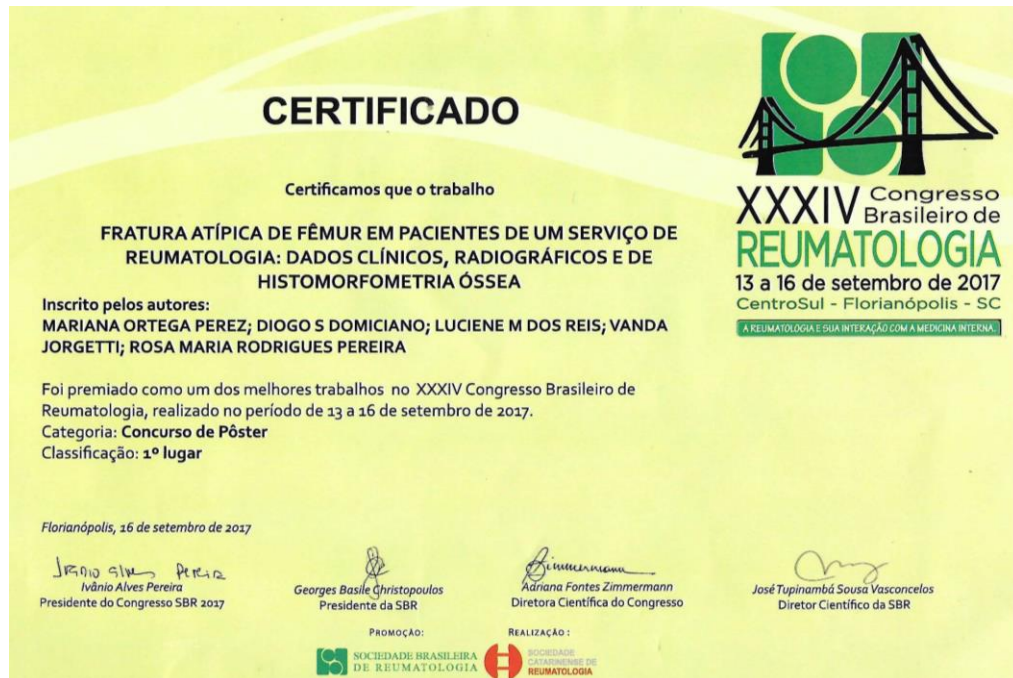 CERTIFICADO
Certificamos que o trabalho
FRATURA ATÍPICA DE FÊMUR EM PACIENTES DE UM SERVIÇO DE
REUMATOLOGIA: DADOS CLÍNICOS, RADIOGRÁFICOS E DE
HISTOMORFOMETRIA ÓSSEA
Inscrito pelos autores:
MARIANA ORTEGA PEREZ; DIOGO S DOMICIANO; LUCIENE M DOS REIS; VANDA
JORGETTI; ROSA MARIA RODRIGUES PEREIRA
Foi premiado como um dos melhores trabalhos no XXXIV Congresso Brasileiro de
Reumatologia, realizado no período de 13 a 16 de setembro de 2017.
Categoria: Concurso de Pôster
Classificação: 1º lugar
XXXIV Congresso
Brasileiro de
REUMATOLOGIA
13 a 16 de setembro de 2017
CentroSul - Florianópolis - SC
A REUMATOLOGIA E SUA INTERAÇÃO COM A MEDICINA INTERNA.
Florianópolis, 16 de setembro de 2017
Ivânio Alves Pereira
Presidente do Congresso SBR 2017
Georges Basile Christopoulos
Presidente da SBR
Zimmermann
Adriana Fontes Zimmermann
Diretora Científica do Congresso
José Tupinambá Sousa Vasconcelos
Diretor Científico da SBR
PROMOÇÃO:
SOCIEDADE BRASILEIRA
DE REUMATOLOGIA
REALIZAÇÃO :
SOCIEDADE
CATARINENSE DE
REUMATOLOGIA